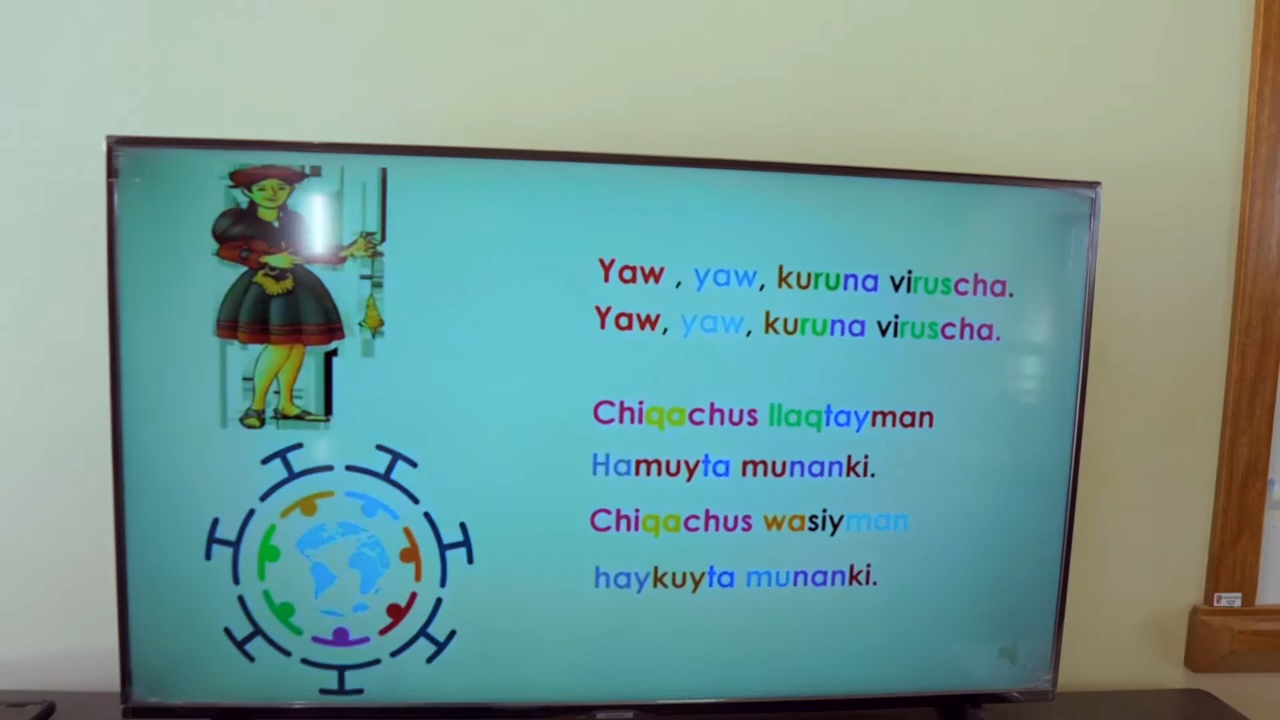 Yaw , yaw, kuruna viruscha.
Yaw, yaw, kuruna viruscha.
Chiqachus llaqtayman
Hamuyta munanki.
Chiqachus wasiyman
haykuyta munanki.